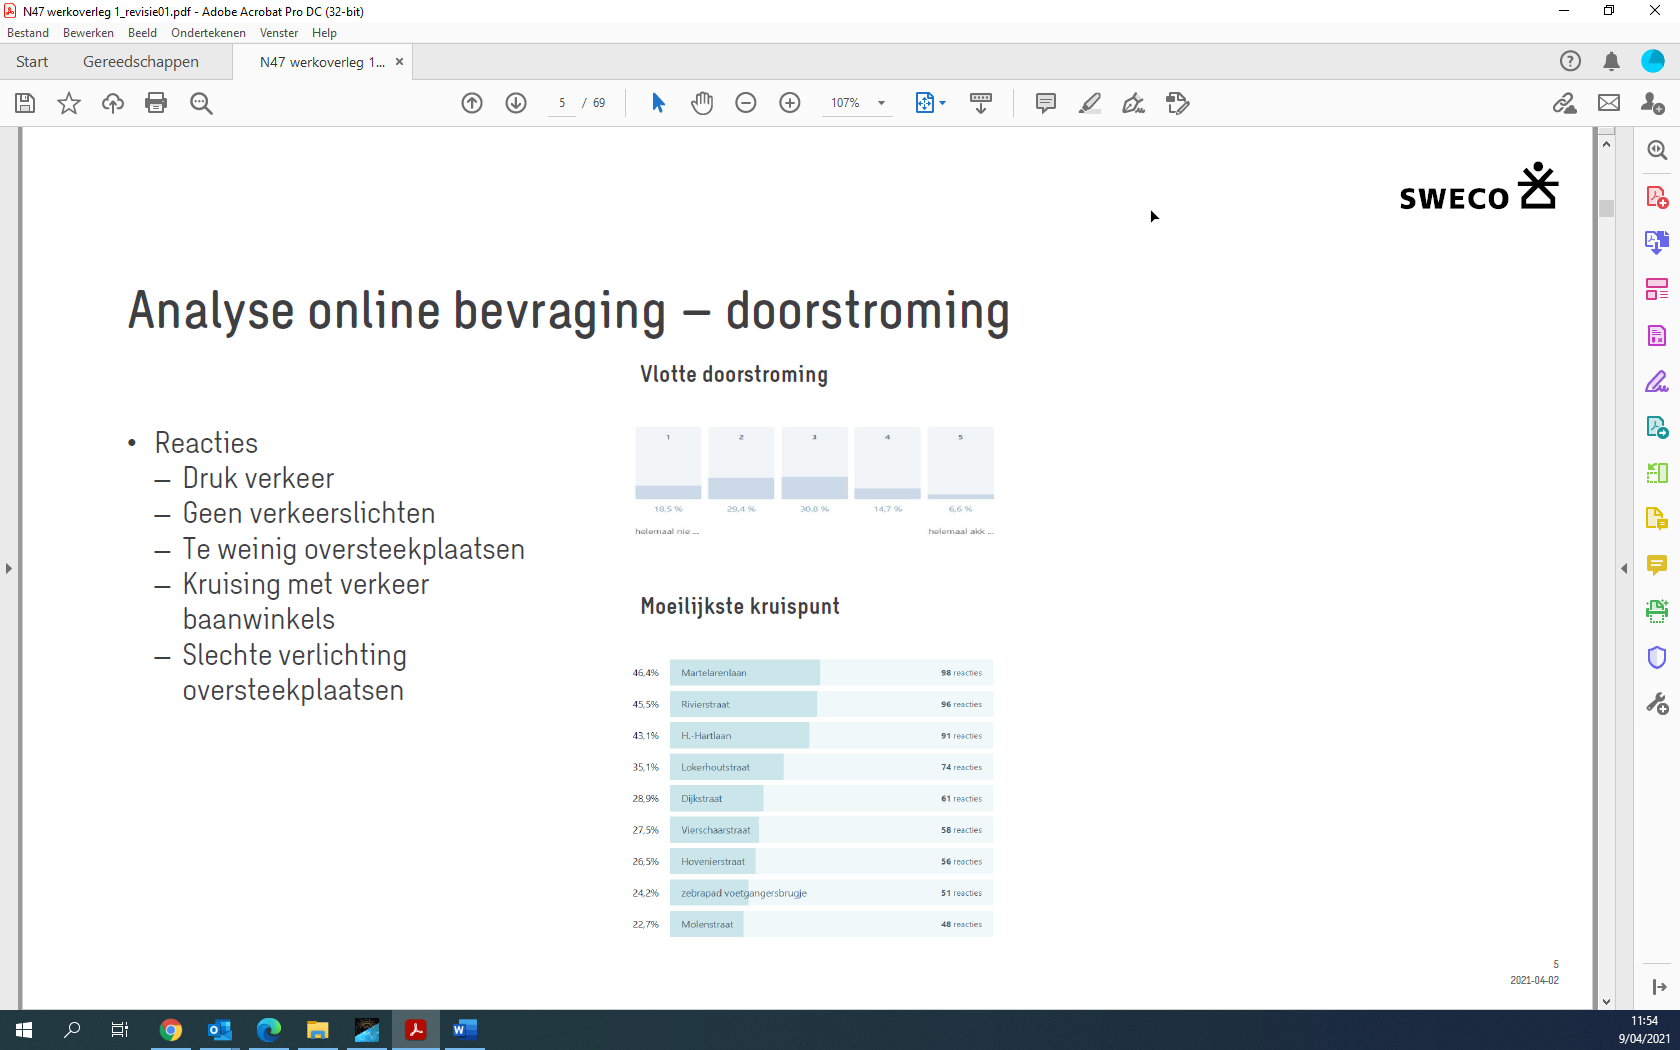 N47 werkoverleg 1_revisie01.pdf - Adobe Acrobat Pro DC (32-bit)
Bestand Bewerken Beeld Ondertekenen Venster Help
Start Gereedschappen N47 werkoverleg 1... ×
5 / 69 107%
SWECO
Analyse online bevraging – doorstroming
Vlotte doorstroming
• Reacties
– Druk verkeer
– Geen verkeerslichten
– Te weinig oversteekplaatsen
– Kruising met verkeer
baanwinkels
– Slechte verlichting
oversteekplaatsen
1 2 3 4 5
18,5 % 29,4 % 30,8 % 14,7 % 6,6 %
helemaal nie ... helemaal akk ...
Moeilijkste kruispunt
46,4% Martelarenlaan 98 reacties
45,5% Rivierstraat 96 reacties
43,1% H.-Hartlaan 91 reacties
35,1% Lokerhoutstraat 74 reacties
28,9% Dijkstraat 61 reacties
27,5% Vierschaarstraat 58 reacties
26,5% Hovenierstraat 56 reacties
24,2% zebrapad voetgangersbrugje 51 reacties
22,7% Molenstraat 48 reacties
5
2021-04-02
11:54
9/04/2021